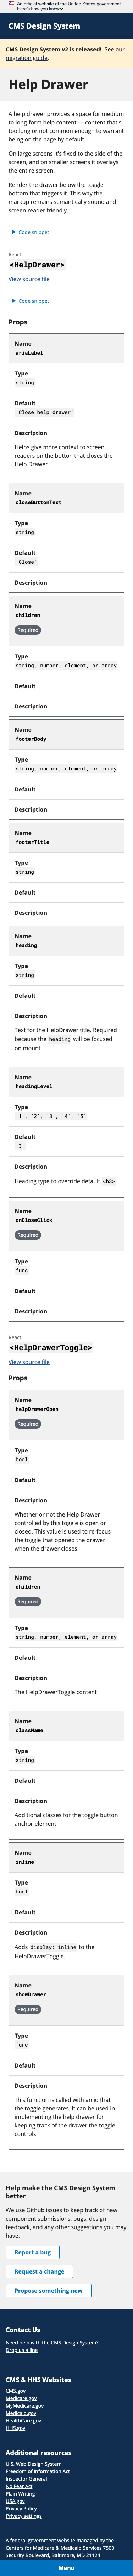 An official website of the United States government
Here's how you know
CMS Design System
CMS Design System v2 is released! See our
migration guide.
Help Drawer
A help drawer provides a space for medium
to long-form help content — content that's
so long you're not comfortable with it being
shown on the page by default.
On large screens it's docked to the side of
the screen, and on smaller screens it overlies
the entire screen.
Render the drawer below the toggle
button that triggers it. This way the
markup is more semantically ordered and
screen reader friendly.
Code snippet
React
<HelpDrawer>
View source file
Code snippet
Props
Name
ariaLabel
Type
string
Default
'Close help drawer'
Description
Helps give more context to screen
readers on the button that closes the
Help Drawer
Name
closeButtonText
Type
string
Default
'Close'
Description
Name
children
Required
Type
string, number, element, or array
Default
Description
Name
footerBody
Type
string, number, element, or array
Default
Description
Name
footerTitle
Type
string
Default
Description
Name
heading
Type
string
Default
Description
Text for the HelpDrawer title. Required
because the heading will be focused
on mount.
Name
headingLevel
Type
'1', '2', '3', '4', '5'
Default
'3'
Description
Heading type to override default <h3>
Name
onCloseClick
Required
Type
func
Default
Description
React
<HelpDrawerToggle>
View source file
Props
Name
helpDrawerOpen
Required
Type
bool
Default
Description
Whether or not the Help Drawer
controlled by this toggle is open or
closed. This value is used to re-focus
the toggle that opened the drawer
when the drawer closes.
Name
children
Required
Type
string, number, element, or array
Default
Description
The HelpDrawerToggle content
Name
className
Type
string
Default
Description
Additional classes for the toggle button
anchor element.
Name
inline
Type
bool
Default
Description
Adds display: inline to the
HelpDrawerToggle.
Name
showDrawer
Required
Type
func
Default
Description
This function is called with an id that
the toggle generates. It can be used in
implementing the help drawer for
keeping track of the drawer the toggle
controls
Help make the CMS Design System
better
We use Github issues to keep track of new
component submissions, bugs, design
feedback, and any other suggestions you may
have.
Report a bug
Request a change
Propose something new
Contact Us
Need help with the CMS Design System?
Drop us a line
CMS & HHS Websites
CMS.gov
Medicare.gov
MyMedicare.gov
Medicaid.gov
HealthCare.gov
HHS.gov
Additional resources
U.S. Web Design System
Freedom of Information Act
Inspector General
No Fear Act
Plain Writing
USA.gov
Privacy Policy
Privacy settings
A federal government website managed by the
Centers for Medicare & Medicaid Services 7500
Security Boulevard, Baltimore, MD 21124
Menu